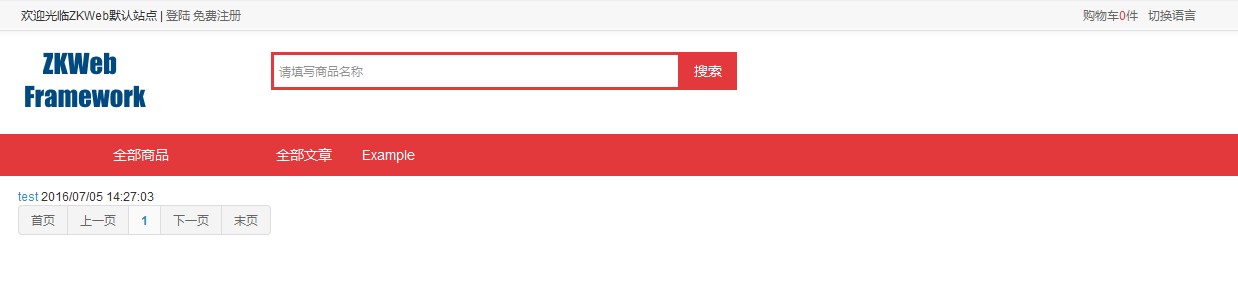 欢迎光临ZKWeb默认站点 | 登陆 免费注册 购物车0件 切换语言
ZKWeb
Framework
请填写商品名称 搜索
全部商品 全部文章 Example
test 2016/07/05 14:27:03
首页 上一页 1 下一页 末页